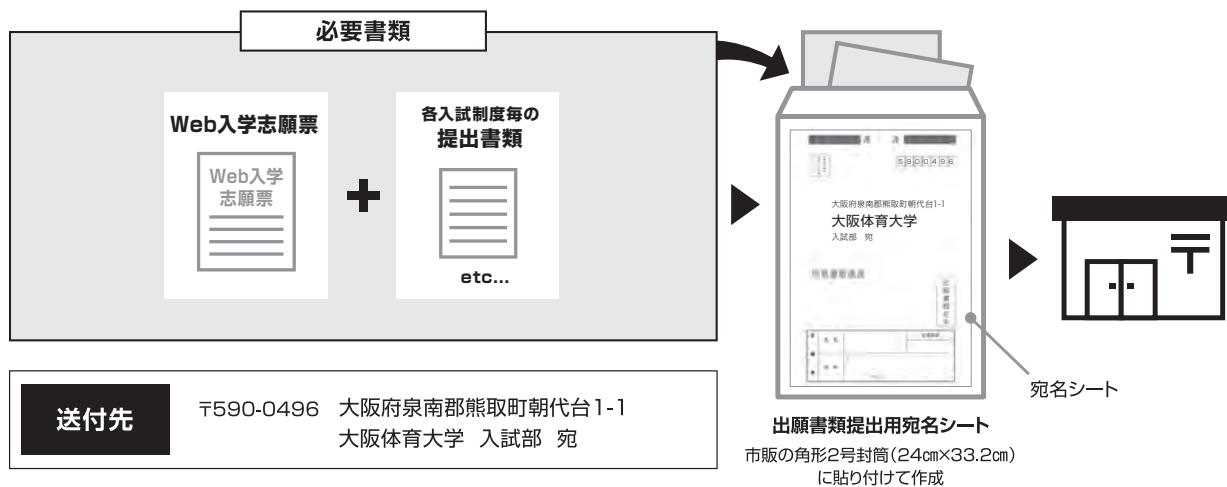 必要書類
Web入学志願票
Web入学
志願票
各入試制度毎の
提出書類
etc...
5900496
大阪府泉南郡熊取町朝代台1-1
大阪体育大学
入試部 宛
宛名シート
送付先
〒590-0496 大阪府泉南郡熊取町朝代台1-1
大阪体育大学 入試部 宛
出願書類提出用宛名シート
市販の角形2号封筒(24㎝×33.2㎝)
に貼り付けて作成